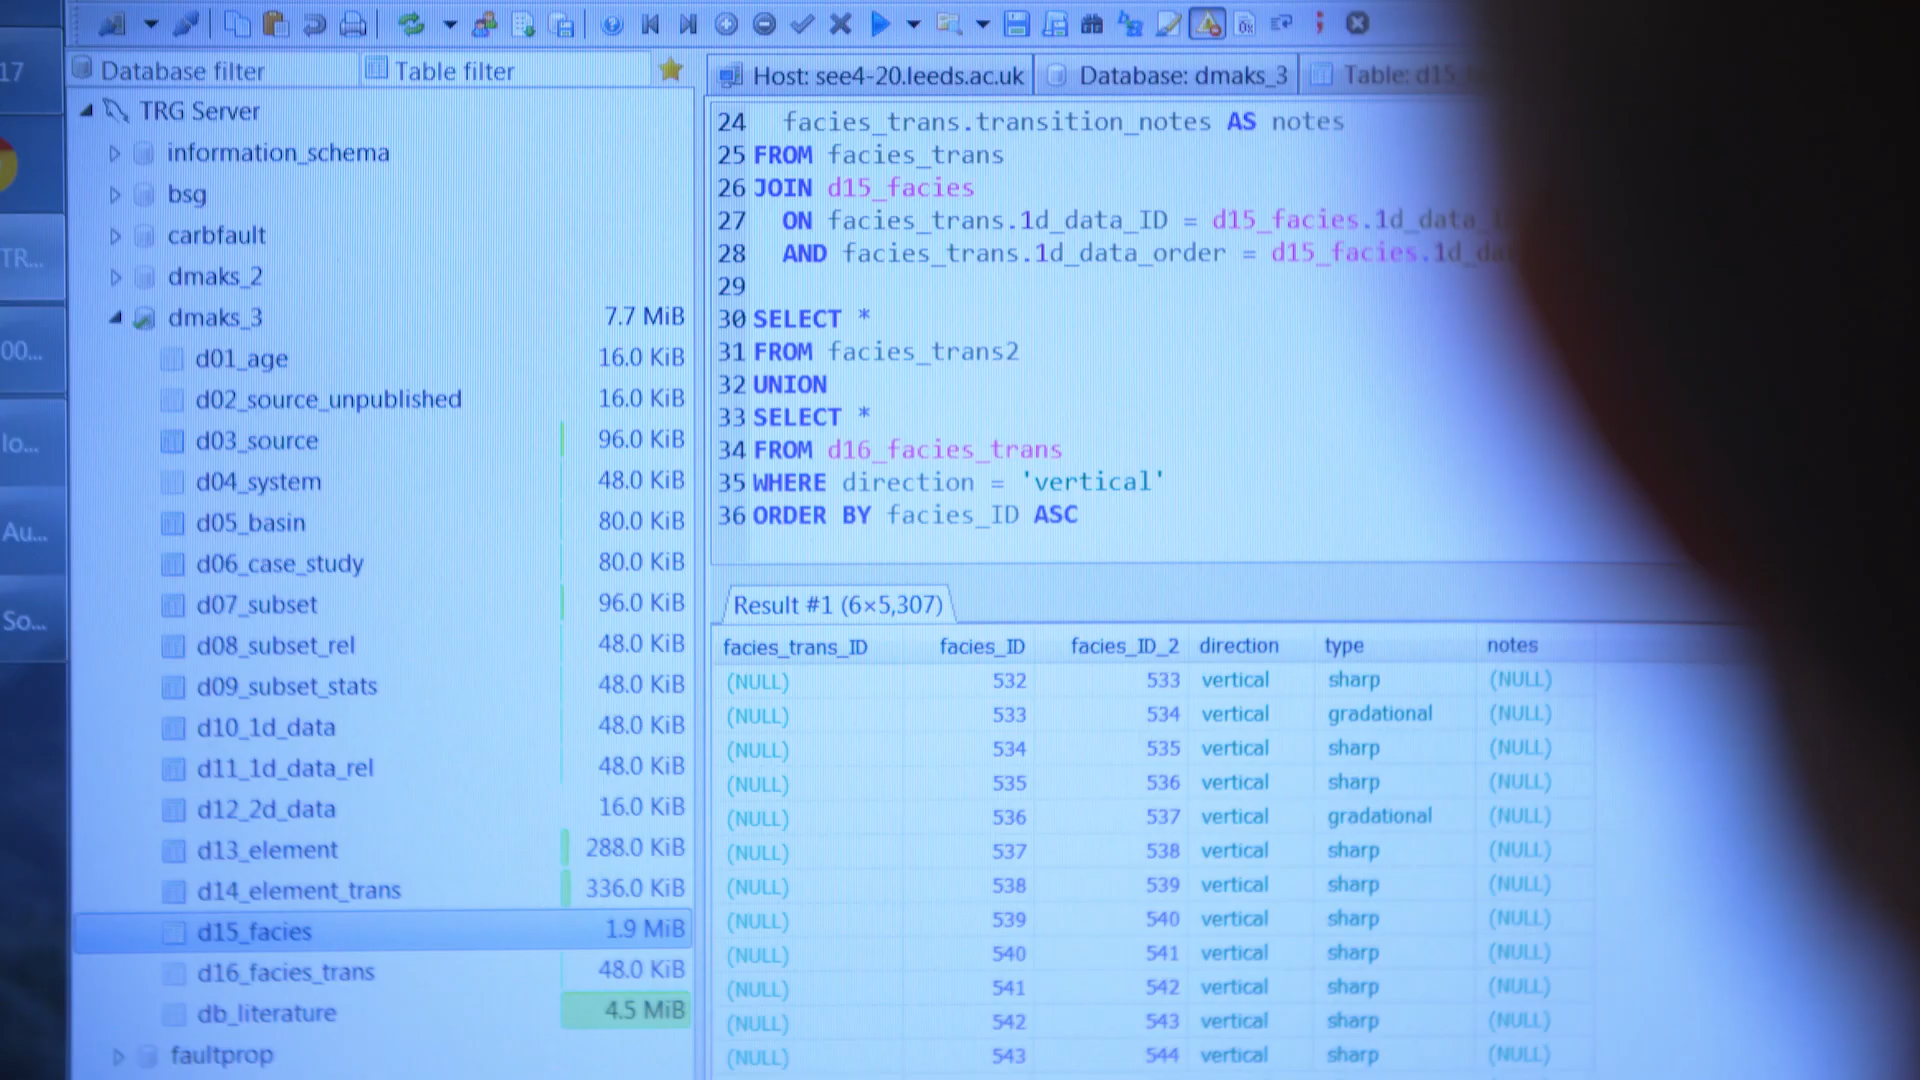 17
TR...
00...
lo...
Au...
So...
Database filter
Table filter
TRG Server
information_schema
bsg
carbfault
dmaks_2
dmaks_3 7.7 MiB
d01_age 16.0 KiB
d02_source_unpublished 16.0 KiB
d03_source 96.0 KiB
d04_system 48.0 KiB
d05_basin 80.0 KiB
d06_case_study 80.0 KiB
d07_subset 96.0 KiB
d08_subset_rel 48.0 KiB
d09_subset_stats 48.0 KiB
d10_1d_data 48.0 KiB
d11_1d_data_rel 48.0 KiB
d12_2d_data 16.0 KiB
d13_element 288.0 KiB
d14_element_trans 336.0 KiB
d15_facies 1.9 MiB
d16_facies_trans 48.0 KiB
db_literature 4.5 MiB
faultprop
Host: see4-20.leeds.ac.uk
Database: dmaks_3
Table: d15
24 facies_trans.transition_notes AS notes
25 FROM facies_trans
26 JOIN d15_facies
27 ON facies_trans.1d_data_ID = d15_facies.1d_data
28 AND facies_trans.1d_data_order = d15_facies.1d_da
29
30 SELECT *
31 FROM facies_trans2
32 UNION
33 SELECT *
34 FROM d16_facies_trans
35 WHERE direction = 'vertical'
36 ORDER BY facies_ID ASC
Result #1 (6×5,307)
facies_trans_ID facies_ID facies_ID_2 direction type notes
(NULL) 532 533 vertical sharp (NULL)
(NULL) 533 534 vertical gradational (NULL)
(NULL) 534 535 vertical sharp (NULL)
(NULL) 535 536 vertical sharp (NULL)
(NULL) 536 537 vertical gradational (NULL)
(NULL) 537 538 vertical sharp (NULL)
(NULL) 538 539 vertical sharp (NULL)
(NULL) 539 540 vertical sharp (NULL)
(NULL) 540 541 vertical sharp (NULL)
(NULL) 541 542 vertical sharp (NULL)
(NULL) 542 543 vertical sharp (NULL)
(NULL) 543 544 vertical sharp (NULL)